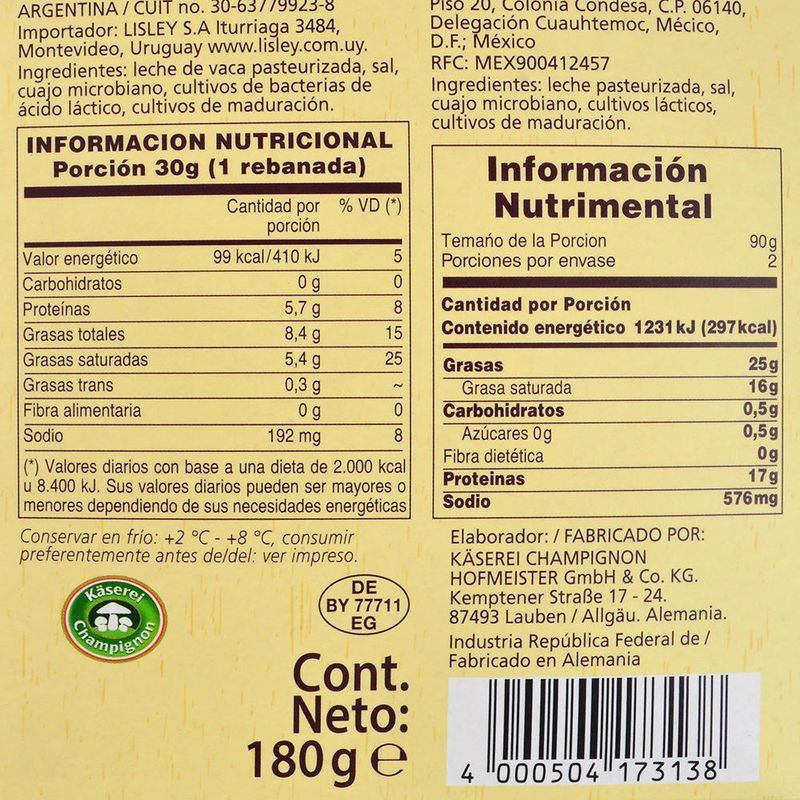 ARGENTINA / CUIT no. 30-63779923-8
Importador: LISLEY S.A Iturriaga 3484,
Montevideo, Uruguay www.lisley.com.uy.
Ingredientes: leche de vaca pasteurizada, sal,
cuajo microbiano, cultivos de bacterias de
ácido láctico, cultivos de maduración.
INFORMACION NUTRICIONAL
Porción 30g (1 rebanada)
Cantidad por porción % VD (*)
Valor energético 99 kcal/410 kJ 5
Carbohidratos 0 g 0
Proteínas 5,7 g 8
Grasas totales 8,4 g 15
Grasas saturadas 5,4 g 25
Grasas trans 0,3 g ~
Fibra alimentaria 0 g 0
Sodio 192 mg 8
(*) Valores diarios con base a una dieta de 2.000 kcal
u 8.400 kJ. Sus valores diarios pueden ser mayores o
menores dependiendo de sus necesidades energéticas
Conservar en frío: +2 °C - +8 °C, consumir
preferentemente antes de/del: ver impreso.
Käserei
Champignon
DE
BY 77711
EG
Cont.
Neto:
180g e
Piso 20, Colonia Condesa, C.P. 06140,
Delegación Cuauhtemoc, Mécico,
D.F.; México
RFC: MEX900412457
Ingredientes: leche pasteurizada, sal,
cuajo microbiano, cultivos lácticos,
cultivos de maduración.
Información
Nutrimental
Temaño de la Porcion 90g
Porciones por envase 2
Cantidad por Porción
Contenido energético 1231kJ (297kcal)
Grasas 25g
Grasa saturada 16g
Carbohidratos 0,5g
Azúcares 0g 0,5g
Fibra dietética 0g
Proteinas 17g
Sodio 576mg
Elaborador: / FABRICADO POR:
KÄSEREI CHAMPIGNON
HOFMEISTER GmbH & Co. KG.
Kemptener Straße 17 - 24.
87493 Lauben / Allgäu. Alemania.
Industria República Federal de /
Fabricado en Alemania
4 000504 173138